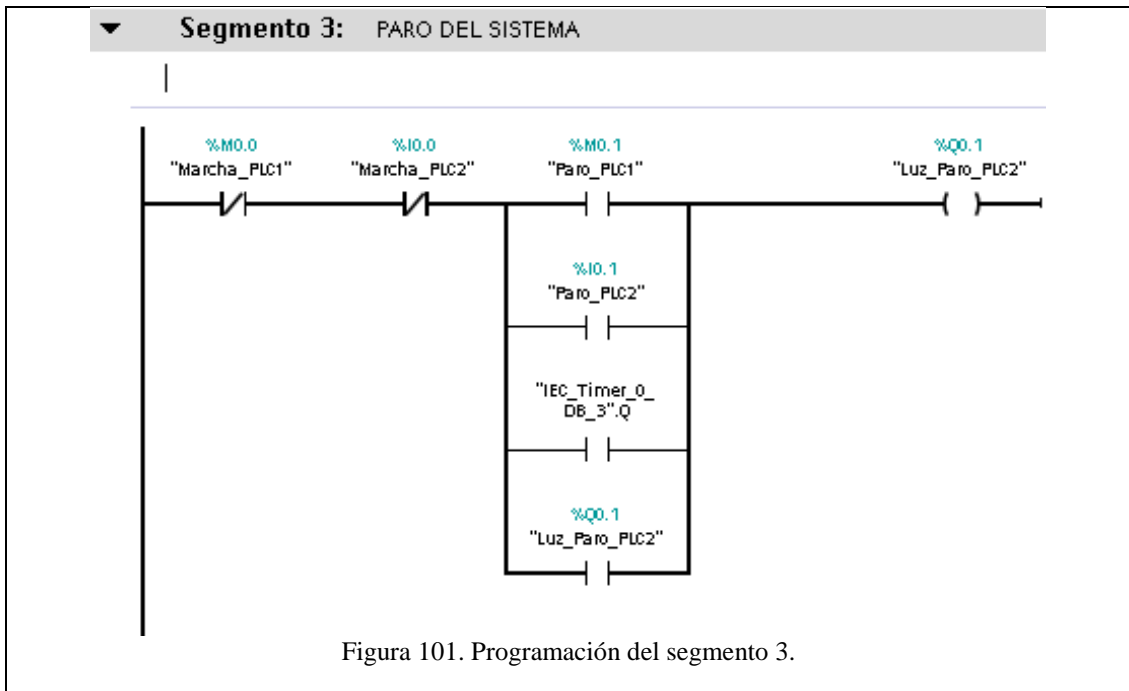 Segmento 3: PARO DEL SISTEMA
%M0.0 %I0.0 %M0.1 %Q0.1
"Marcha_PLC1" "Marcha_PLC2" "Paro_PLC1" "Luz_Paro_PLC2"
%I0.1
"Paro_PLC2"
"IEC_Timer_0_
DB_3".Q
%Q0.1
"Luz_Paro_PLC2"
Figura 101. Programación del segmento 3.